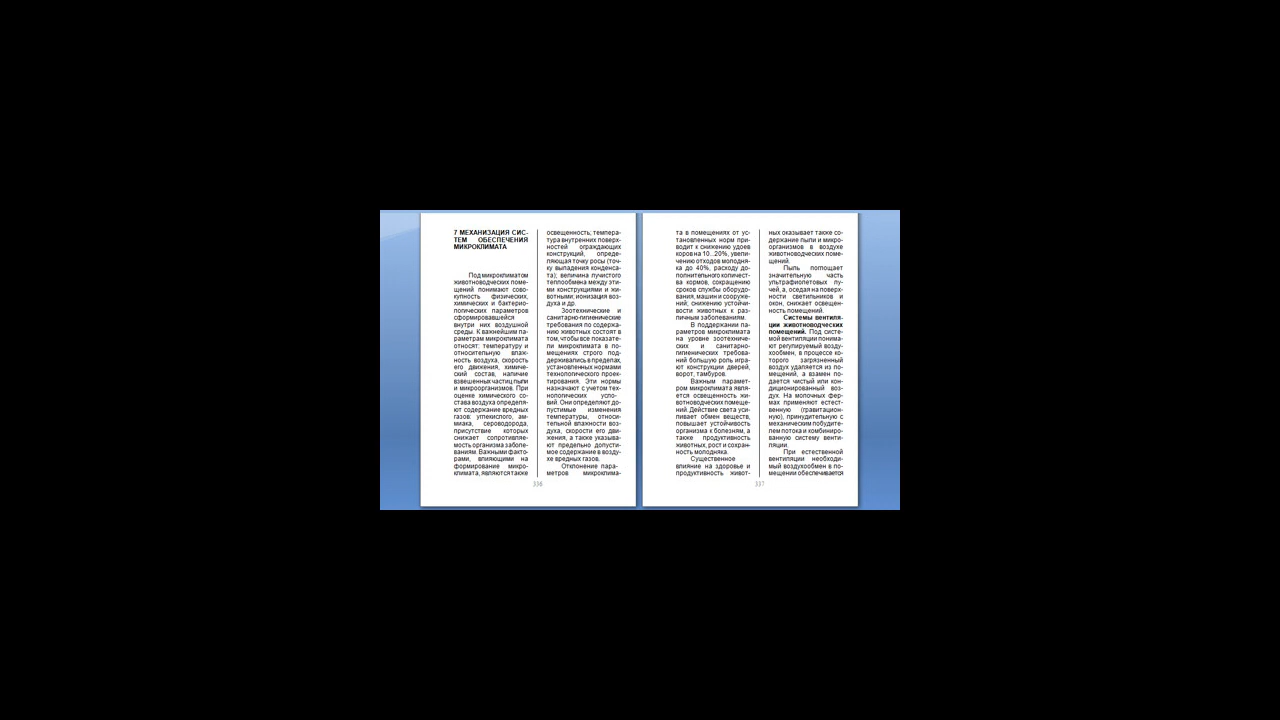 7 МЕХАНИЗАЦИЯ СИС-
ТЕМ ОБЕСПЕЧЕНИЯ
МИКРОКЛИМАТА
Под микроклиматом
животноводческих поме-
щений понимают сово-
купность физических,
химических и бактерио-
логических параметров
сформировавшейся
внутри них воздушной
среды. К важнейшим па-
раметрам микроклимата
относят: температуру и
относительную влаж-
ность воздуха, скорость
его движения, химиче-
ский состав, наличие
взвешенных частиц пыли
и микроорганизмов. При
оценке химического со-
става воздуха определя-
ют содержание вредных
газов: углекислого, ам-
миака, сероводорода,
присутствие которых
снижает сопротивляе-
мость организма заболе-
ваниям. Важными факто-
рами, влияющими на
формирование микро-
климата, являются также
освещенность; темпера-
тура внутренних поверх-
ностей ограждающих
конструкций, опреде-
ляющая точку росы (точ-
ку выпадения конденса-
та); величина лучистого
теплообмена между эти-
ми конструкциями и жи-
вотными; ионизация воз-
духа и др.
Зоотехнические и
санитарно-гигиенические
требования по содержа-
нию животных состоят в
том, чтобы все показате-
ли микроклимата в по-
мещениях строго под-
держивались в пределах,
установленных нормами
технологического проек-
тирования. Эти нормы
назначают с учетом тех-
нологических усло-
вий. Они определяют до-
пустимые изменения
температуры, относи-
тельной влажности воз-
духа, скорости его дви-
жения, а также указыва-
ют предельно допусти-
мое содержание в возду-
хе вредных газов.
Отклонение пара-
метров микроклима-
336
та в помещениях от ус-
тановленных норм при-
водит к снижению удоев
коров на 10...20%, увели-
чению отходов молодня-
ка до 40%, расходу до-
полнительного количест-
ва кормов, сокращению
сроков службы оборудо-
вания, машин и сооруже-
ний, снижению устойчи-
вости животных к раз-
личным заболеваниям.
В поддержании па-
раметров микроклимата
на уровне зоотехниче-
ских и санитарно-
гигиенических требова-
ний большую роль игра-
ют конструкции дверей,
ворот, тамбуров.
Важным парамет-
ром микроклимата явля-
ется освещенность жи-
вотноводческих помеще-
ний. Действие света уси-
ливает обмен веществ,
повышает устойчивость
организма к болезням, а
также продуктивность
животных, рост и сохран-
ность молодняка.
Существенное
влияние на здоровье и
продуктивность живот-
ных оказывает также со-
держание пыли и микро-
организмов в воздухе
животноводческих поме-
щений.
Пыль поглощает
значительную часть
ультрафиолетовых лу-
чей, а, оседая на поверх-
ности светильников и
окон, снижает освещен-
ность помещений.
Системы вентиля-
ции животноводческих
помещений. Под систе-
мой вентиляции понима-
ют регулируемый возду-
хообмен, в процессе ко-
торого загрязненный
воздух удаляется из по-
мещений, а взамен по-
дается чистый или кон-
диционированный воз-
дух. На молочных фер-
мах применяют естест-
венную (гравитацион-
ную), принудительную с
механическим побудите-
лем потока и комбиниро-
ванную систему венти-
ляции.
При естественной
вентиляции необходи-
мый воздухообмен в по-
мещении обеспечивается
337